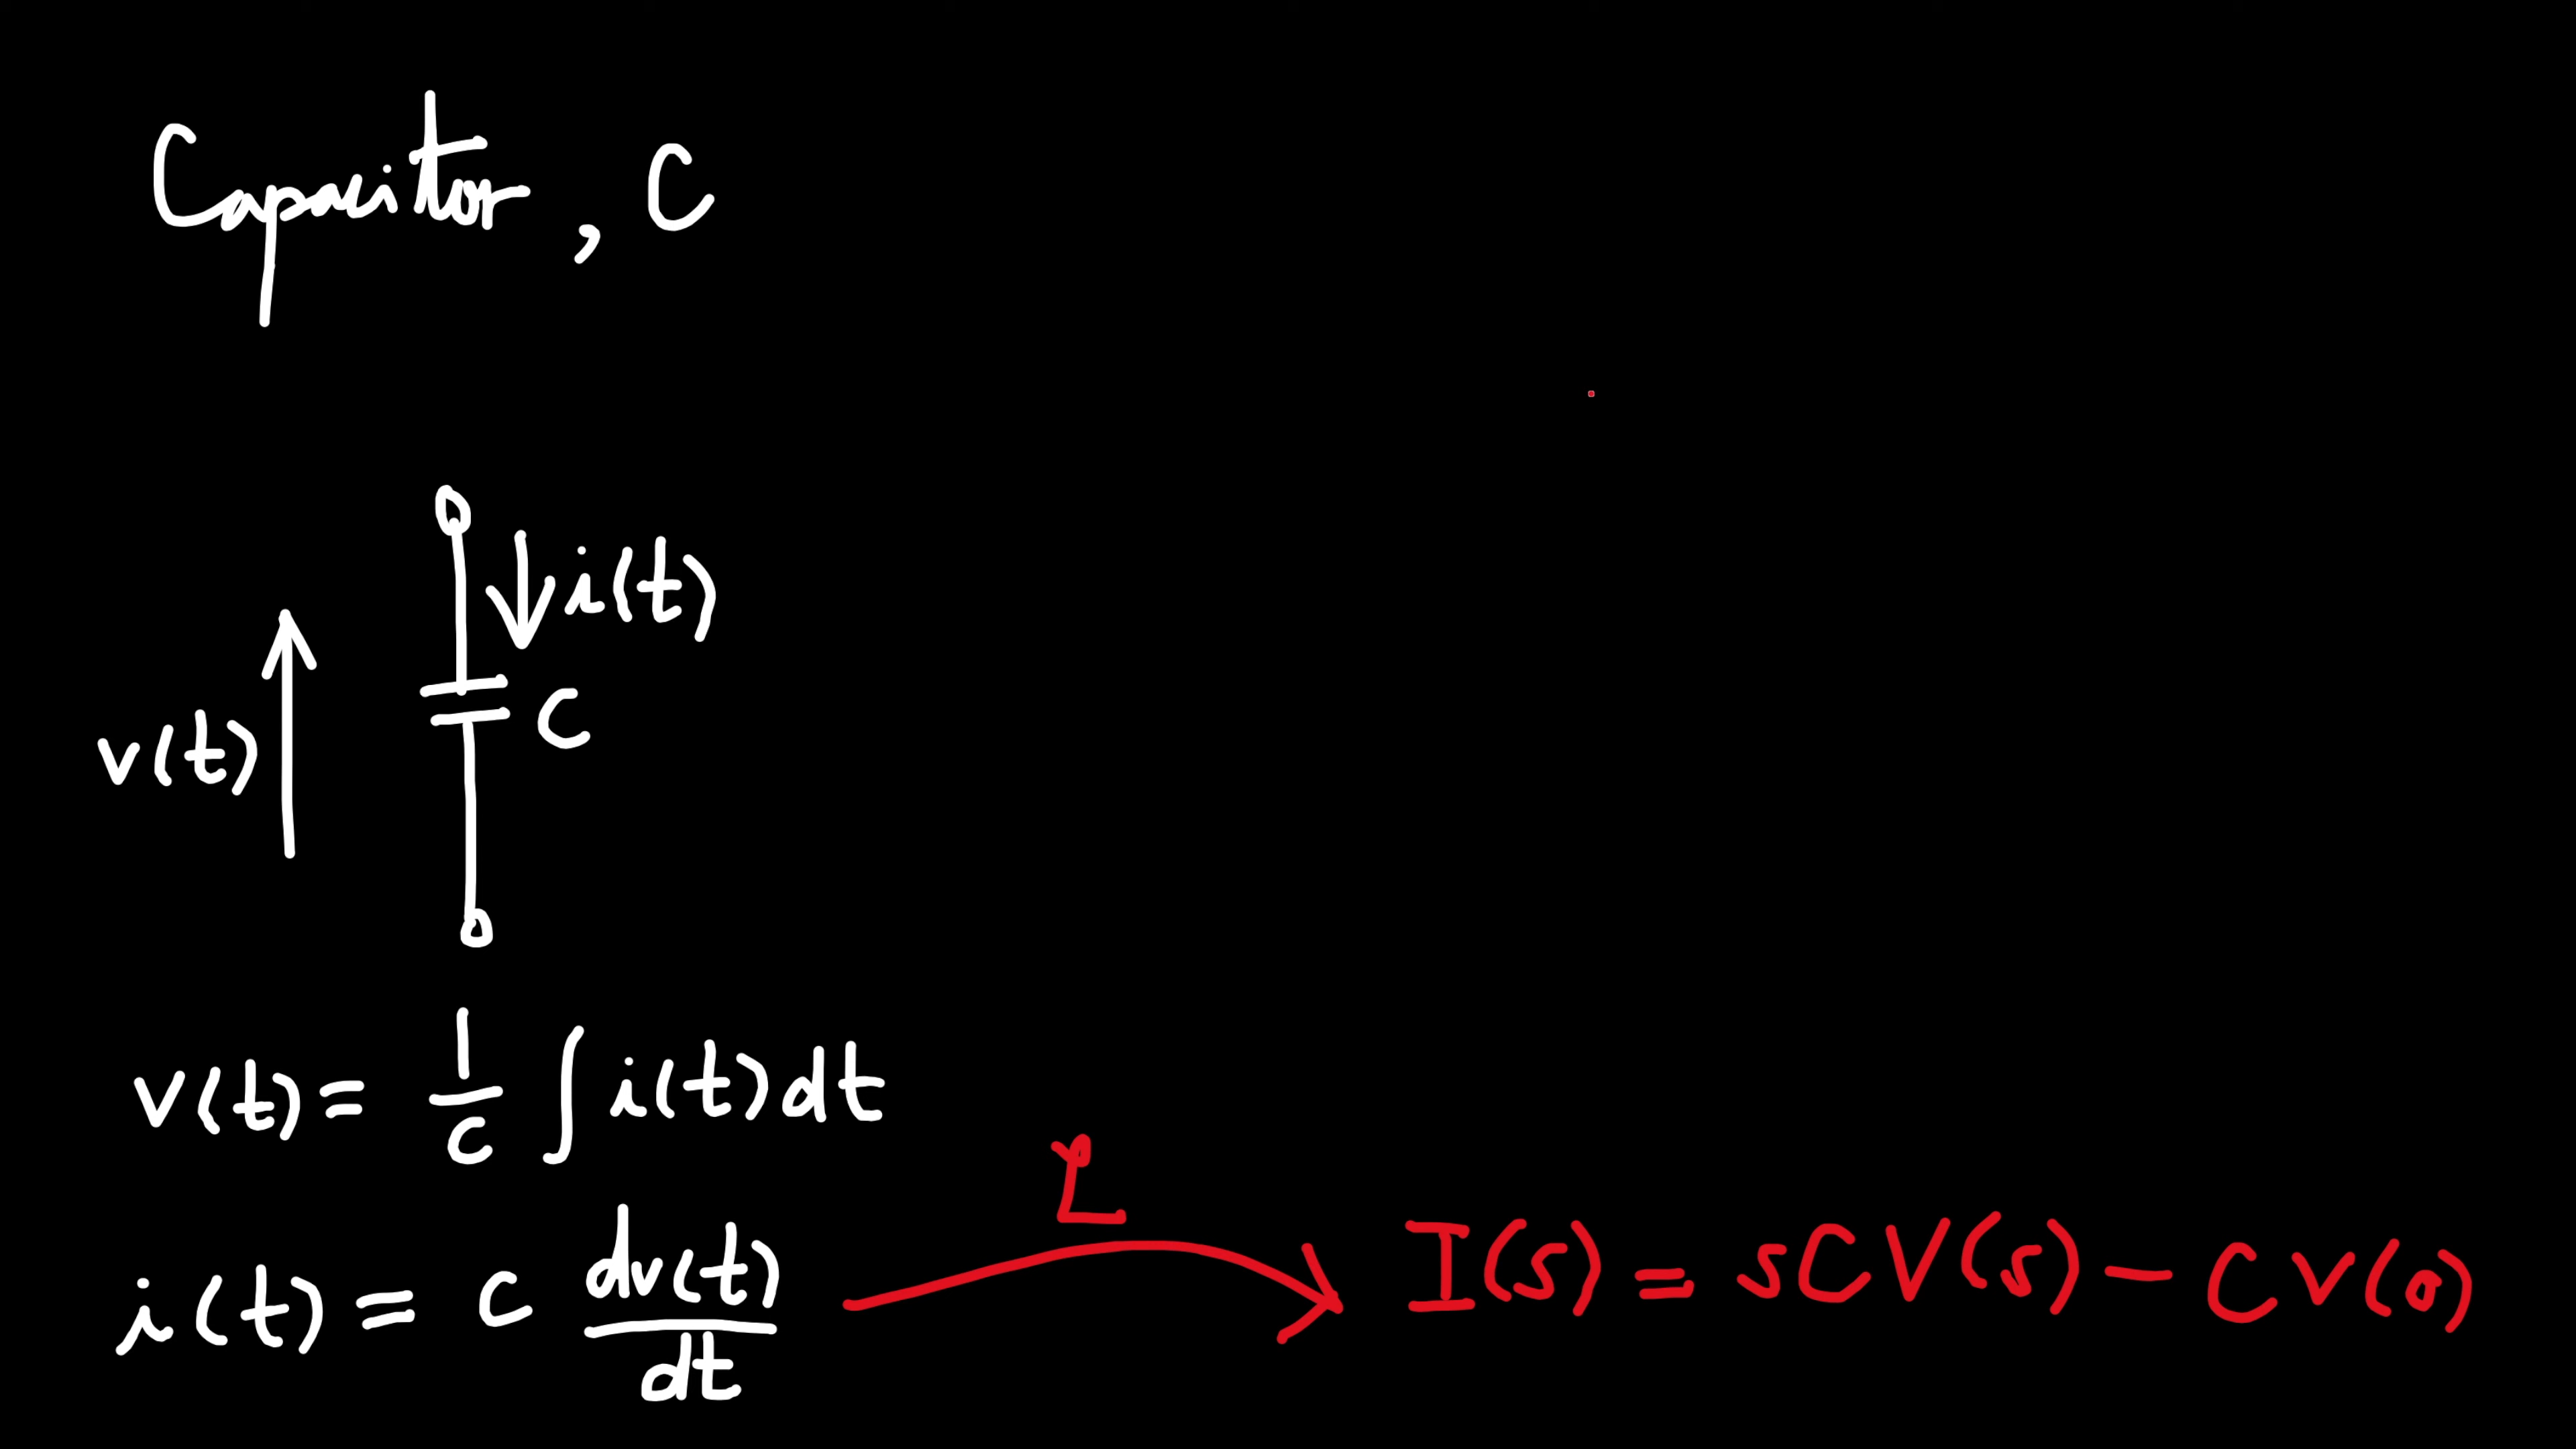 Capacitor, C
i(t)
C
v(t)
v(t) = 1/C ∫ i(t) dt
L
i(t) = C dv(t)/dt
I(s) = sCV(s) - CV(0)